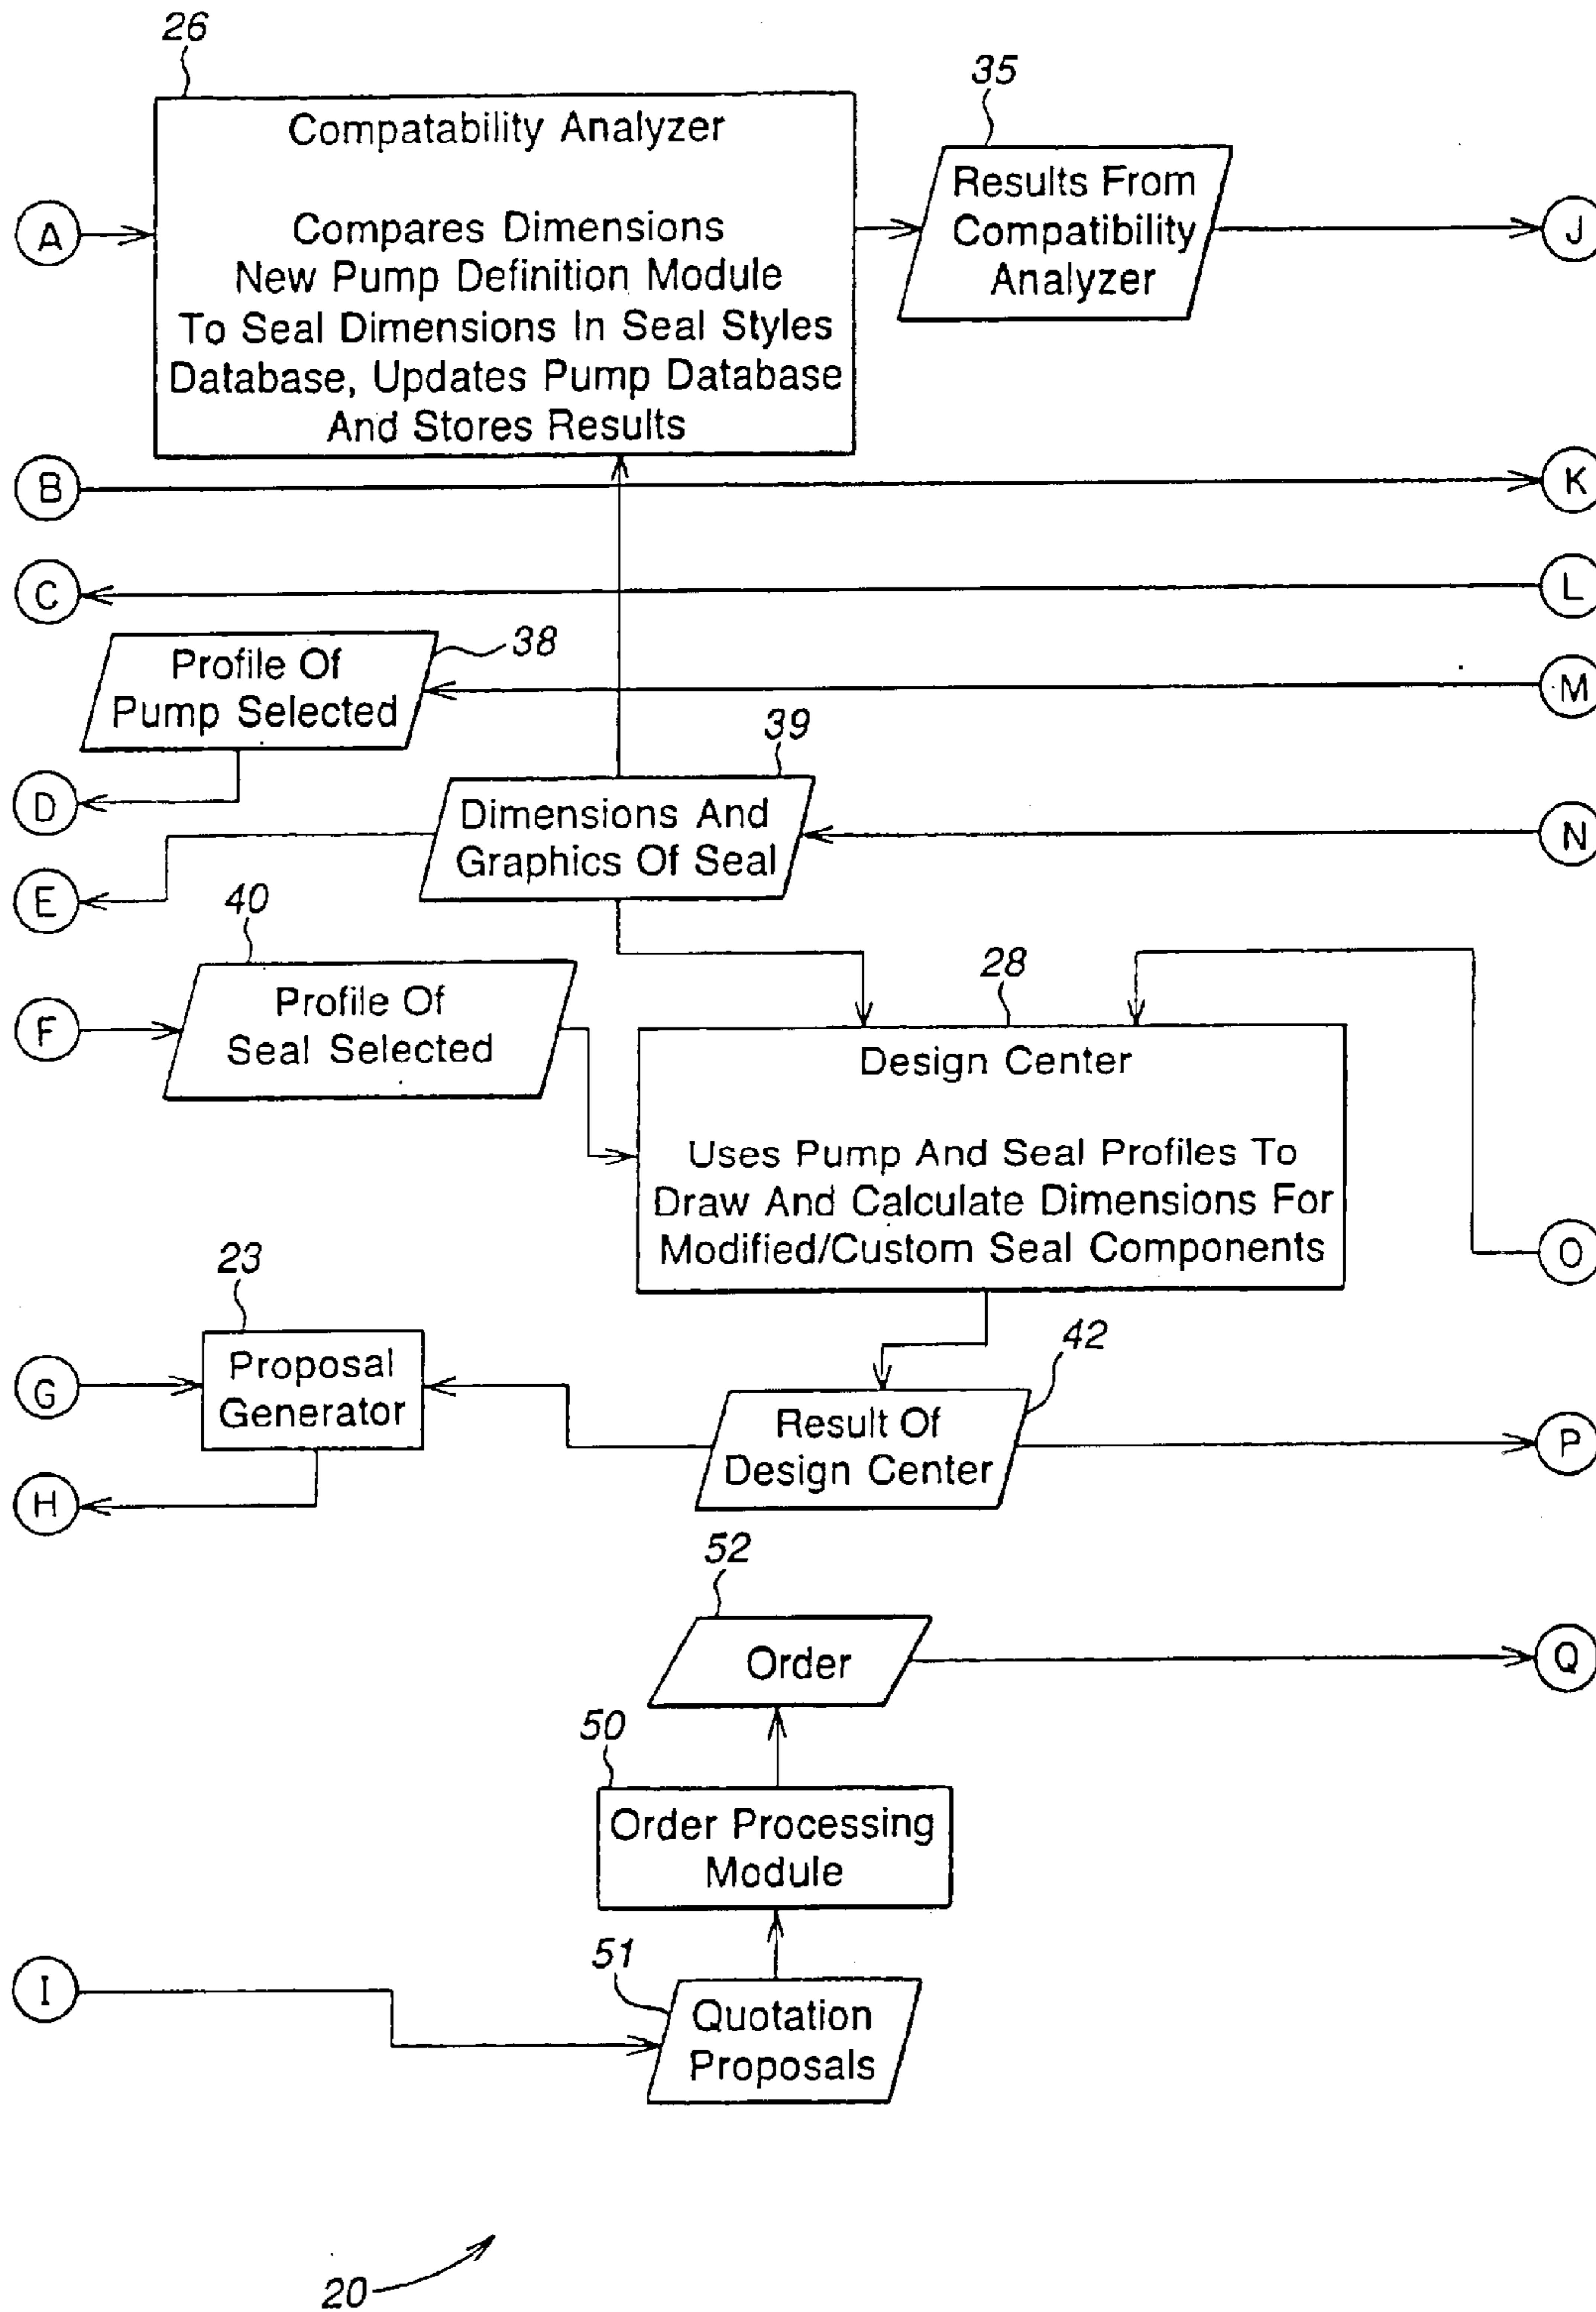 26
35
Compatability Analyzer
Compares Dimensions
New Pump Definition Module
To Seal Dimensions In Seal Styles
Database, Updates Pump Database
And Stores Results
Results From
Compatibility
Analyzer
A
J
B
K
C
L
38
Profile Of
Pump Selected
M
39
D
Dimensions And
Graphics Of Seal
N
E
40
28
F
Profile Of
Seal Selected
Design Center
Uses Pump And Seal Profiles To
Draw And Calculate Dimensions For
Modified/Custom Seal Components
O
23
42
G
Proposal
Generator
Result Of
Design Center
P
H
52
Order
Q
50
Order Processing
Module
51
I
Quotation
Proposals
20